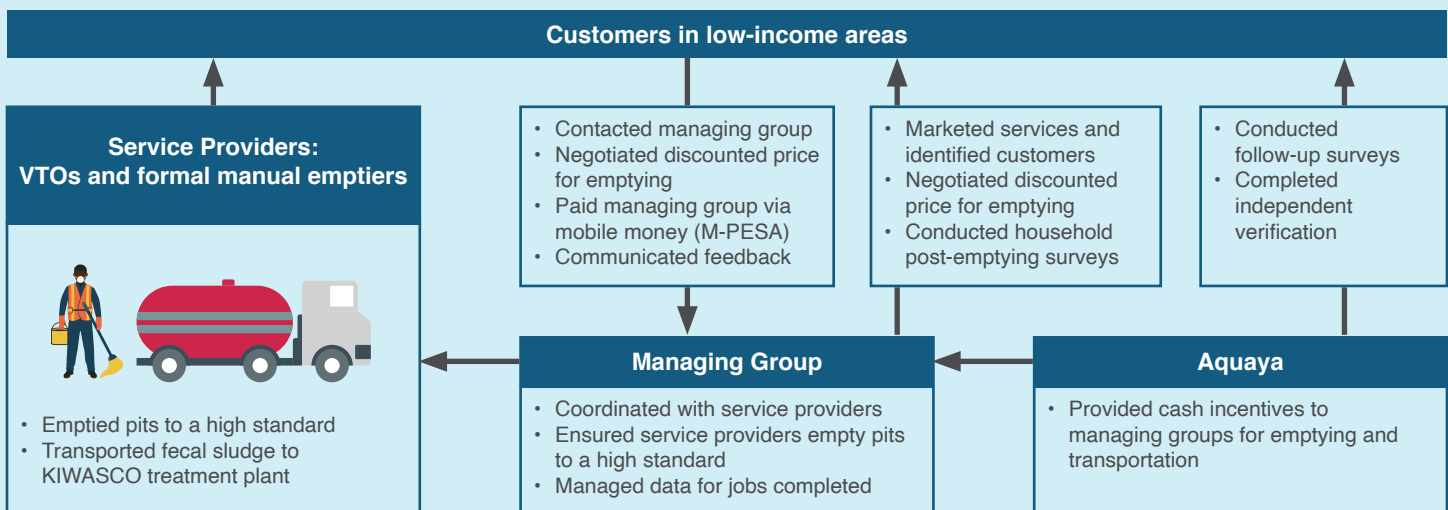 Customers in low-income areas
Service Providers:
VTOs and formal manual emptiers
• Emptied pits to a high standard
• Transported fecal sludge to
KIWASCO treatment plant
• Contacted managing group
• Negotiated discounted price
for emptying
• Paid managing group via
mobile money (M-PESA)
• Communicated feedback
• Marketed services and
identified customers
• Negotiated discounted
price for emptying
• Conducted household
post-emptying surveys
• Conducted
follow-up surveys
• Completed
independent
verification
Managing Group
• Coordinated with service providers
• Ensured service providers empty pits
to a high standard
• Managed data for jobs completed
Aquaya
• Provided cash incentives to
managing groups for emptying and
transportation